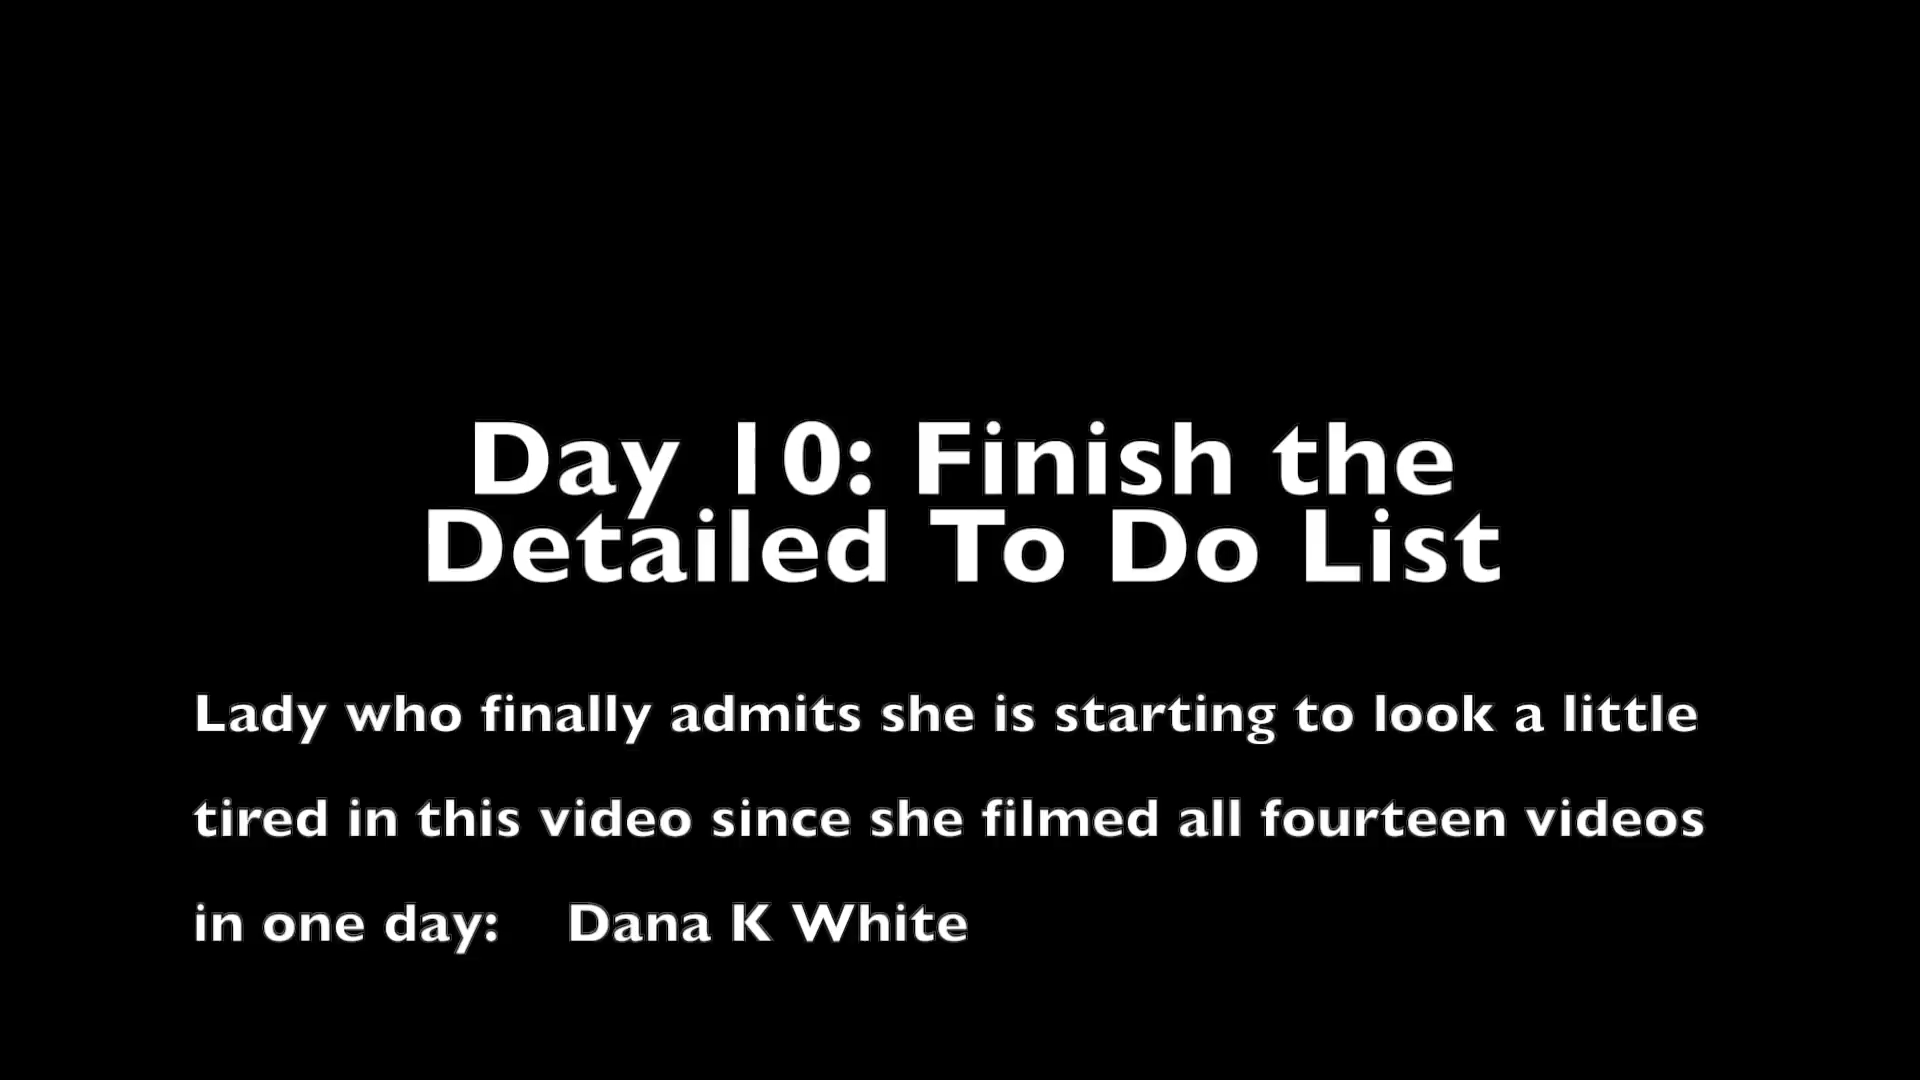 Day 10: Finish the
Detailed To Do List
Lady who finally admits she is starting to look a little
tired in this video since she filmed all fourteen videos
in one day: Dana K White